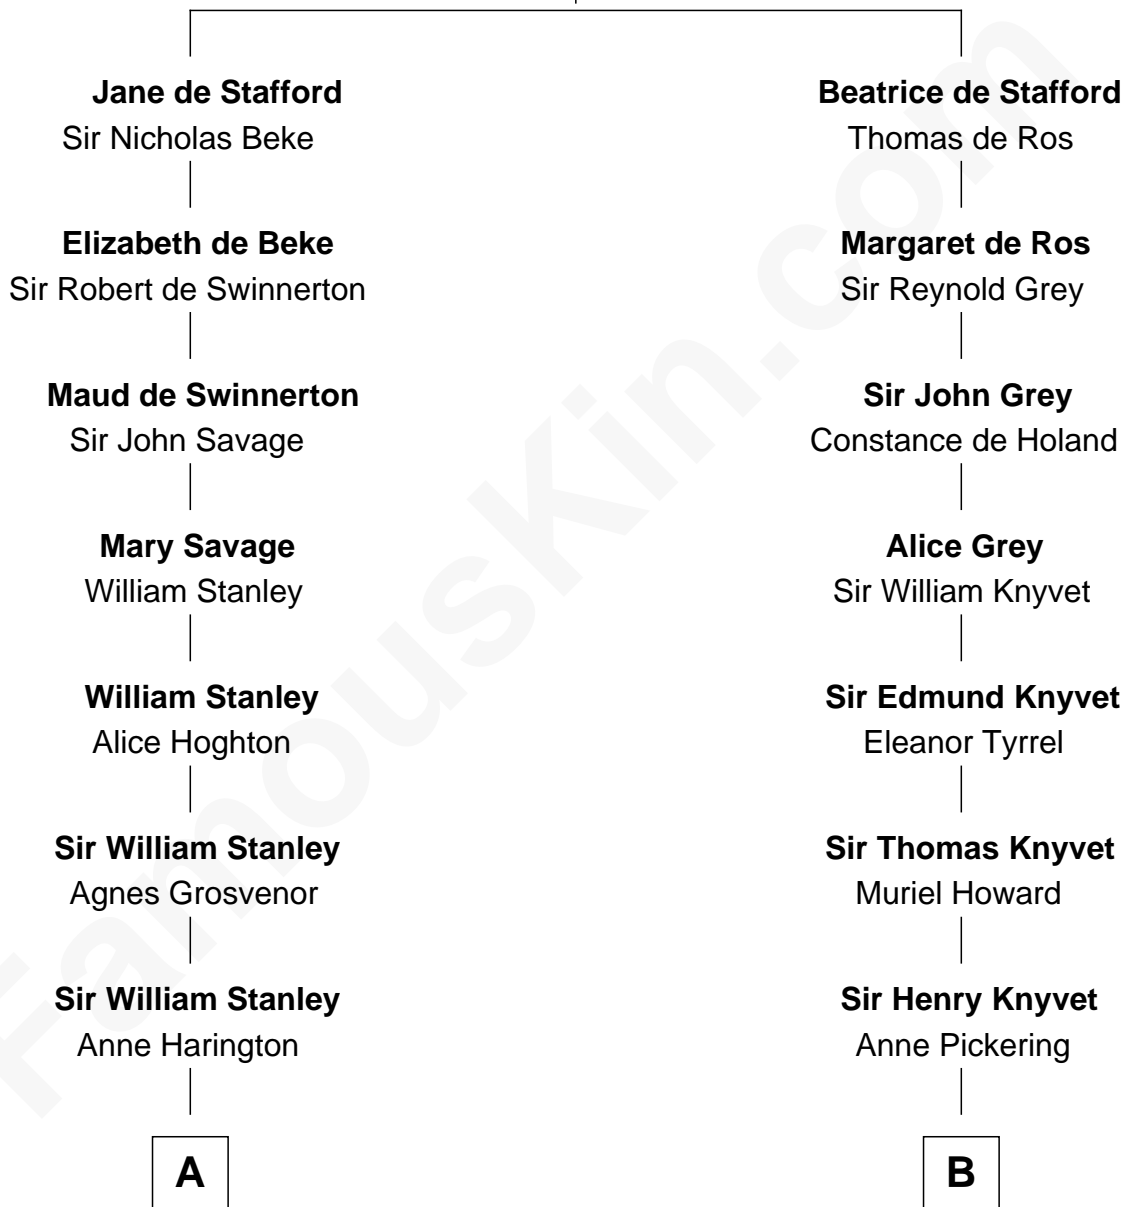 Jane de Stafford
Sir Nicholas Beke
Elizabeth de Beke
Sir Robert de Swinnerton
Maud de Swinnerton
Sir John Savage
Mary Savage
William Stanley
William Stanley
Alice Hoghton
Sir William Stanley
Agnes Grosvenor
Sir William Stanley
Anne Harington
A
Beatrice de Stafford
Thomas de Ros
Margaret de Ros
Sir Reynold Grey
Sir John Grey
Constance de Holand
Alice Grey
Sir William Knyvet
Sir Edmund Knyvet
Eleanor Tyrrel
Sir Thomas Knyvet
Muriel Howard
Sir Henry Knyvet
Anne Pickering
B
FamousKin.com